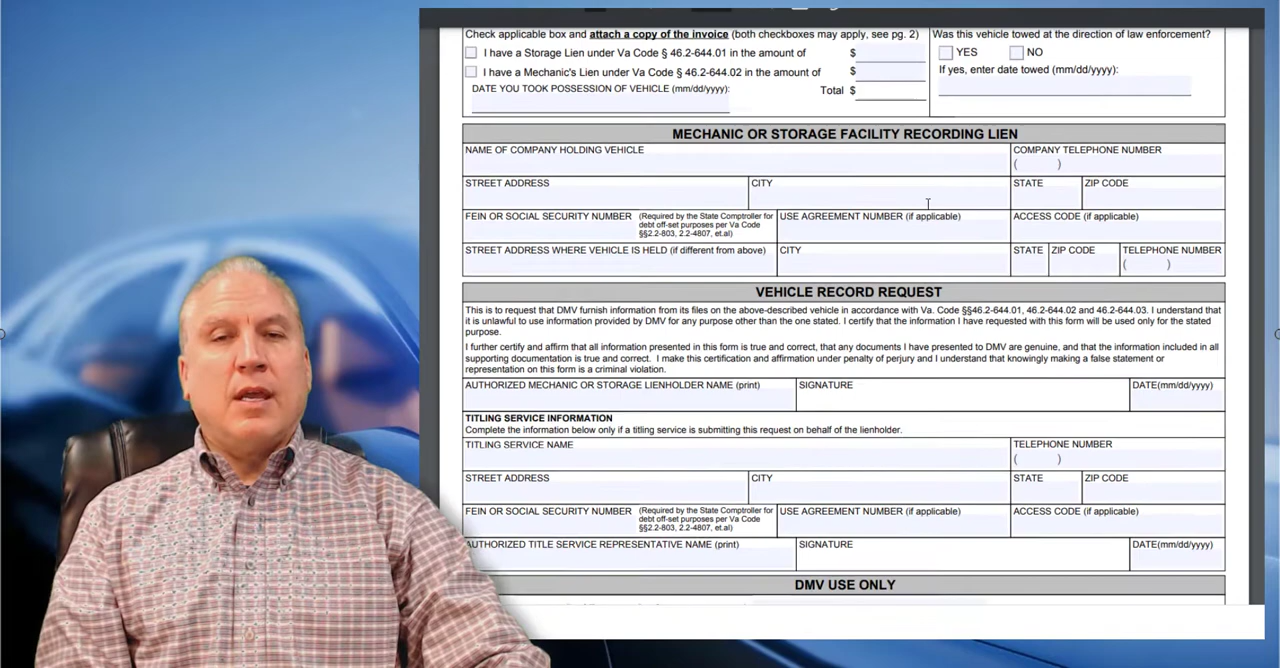 Check applicable box and attach a copy of the invoice (both checkboxes may apply, see pg. 2)
I have a Storage Lien under Va Code § 46.2-644.01 in the amount of $
I have a Mechanic's Lien under Va Code § 46.2-644.02 in the amount of $
DATE YOU TOOK POSSESSION OF VEHICLE (mm/dd/yyyy): Total $
Was this vehicle towed at the direction of law enforcement?
YES NO
If yes, enter date towed (mm/dd/yyyy):
MECHANIC OR STORAGE FACILITY RECORDING LIEN
NAME OF COMPANY HOLDING VEHICLE COMPANY TELEPHONE NUMBER
( )
STREET ADDRESS CITY STATE ZIP CODE
FEIN OR SOCIAL SECURITY NUMBER (Required by the State Comptroller for
debt off-set purposes per Va Code
§§2.2-803, 2.2-4807, et.al)
USE AGREEMENT NUMBER (if applicable) ACCESS CODE (if applicable)
STREET ADDRESS WHERE VEHICLE IS HELD (if different from above) CITY STATE ZIP CODE TELEPHONE NUMBER
( )
VEHICLE RECORD REQUEST
This is to request that DMV furnish information from its files on the above-described vehicle in accordance with Va. Code §§46.2-644.01, 46.2-644.02 and 46.2-644.03. I understand that
it is unlawful to use information provided by DMV for any purpose other than the one stated. I certify that the information I have requested with this form will be used only for the stated
purpose.
I further certify and affirm that all information presented in this form is true and correct, that any documents I have presented to DMV are genuine, and that the information included in all
supporting documentation is true and correct. I make this certification and affirmation under penalty of perjury and I understand that knowingly making a false statement or
representation on this form is a criminal violation.
AUTHORIZED MECHANIC OR STORAGE LIENHOLDER NAME (print) SIGNATURE DATE(mm/dd/yyyy)
TITLING SERVICE INFORMATION
Complete the information below only if a titling service is submitting this request on behalf of the lienholder.
TITLING SERVICE NAME TELEPHONE NUMBER
( )
STREET ADDRESS CITY STATE ZIP CODE
FEIN OR SOCIAL SECURITY NUMBER (Required by the State Comptroller for
debt off-set purposes per Va Code
§§2.2-803, 2.2-4807, et.al)
USE AGREEMENT NUMBER (if applicable) ACCESS CODE (if applicable)
AUTHORIZED TITLE SERVICE REPRESENTATIVE NAME (print) SIGNATURE DATE(mm/dd/yyyy)
DMV USE ONLY